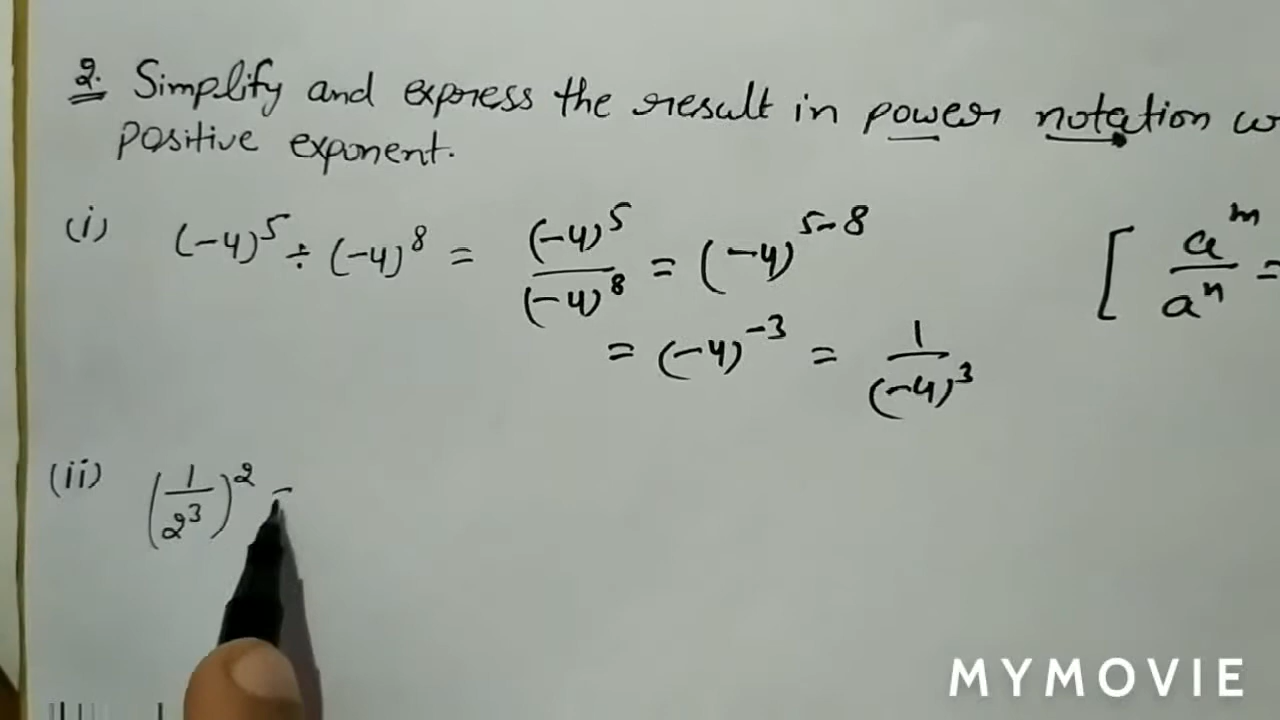 2. Simplify and express the result in power notation w
positive exponent.
(i) (-4)^5 ÷ (-4)^8 = (-4)^5 / (-4)^8 = (-4)^{5-8} [ a^m / a^n =
= (-4)^{-3} = 1 / (-4)^3
(ii) (1 / 2^3)^2 =
MYMOVIE